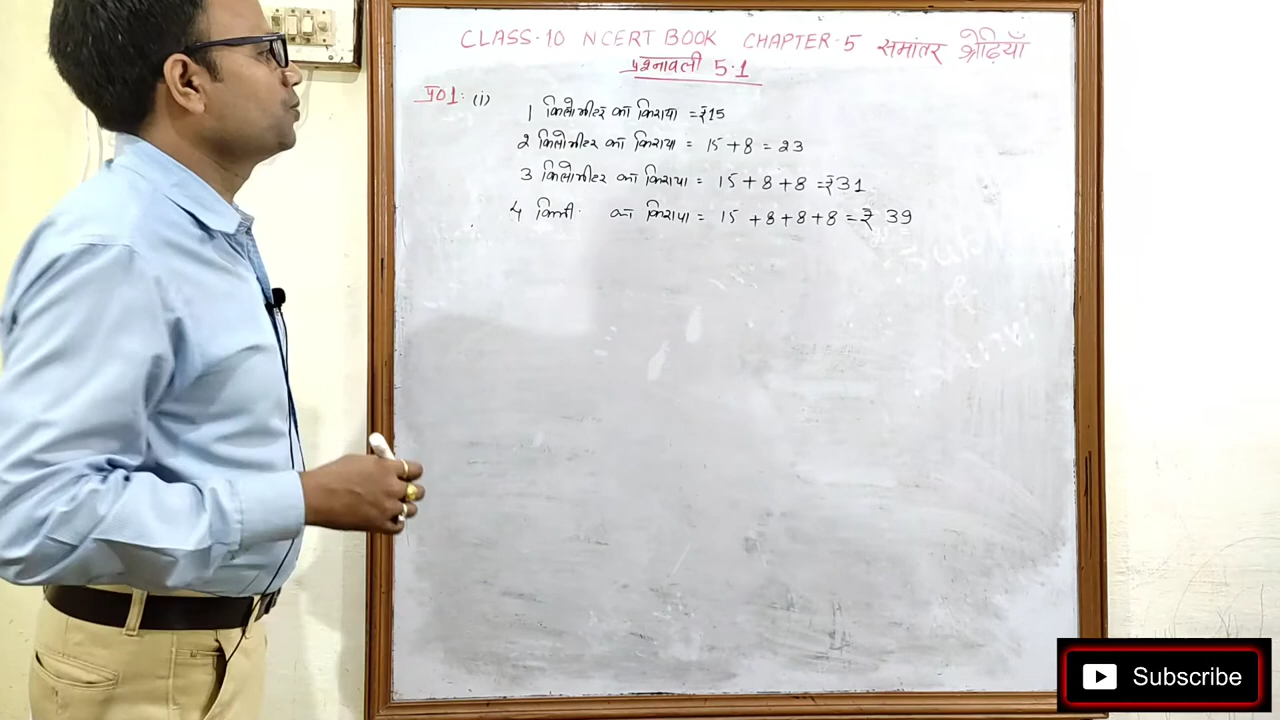 CLASS-10 NCERT BOOK CHAPTER-5 समांतर श्रेढ़ियाँ
प्रश्नावली 5.1
प्र01: (i) 1 किलोमीटर का किराया = ₹15
2 किलोमीटर का किराया = 15+8 = 23
3 किलोमीटर का किराया = 15+8+8 = ₹31
4 किमी. का किराया = 15+8+8+8 = ₹ 39
Subscribe